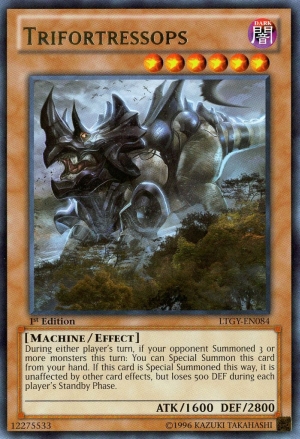 TRIFORTRESSOPS
DARK
闇
1st Edition
LTGY-EN084
[MACHINE/EFFECT]
During either player's turn, if your opponent Summoned 3 or
more monsters this turn: You can Special Summon this card
from your hand. If this card is Special Summoned this way, it is
unaffected by other card effects, but loses 500 DEF during each
player's Standby Phase.
ATK/1600 DEF/2800
12275533
©1996 KAZUKI TAKAHASHI